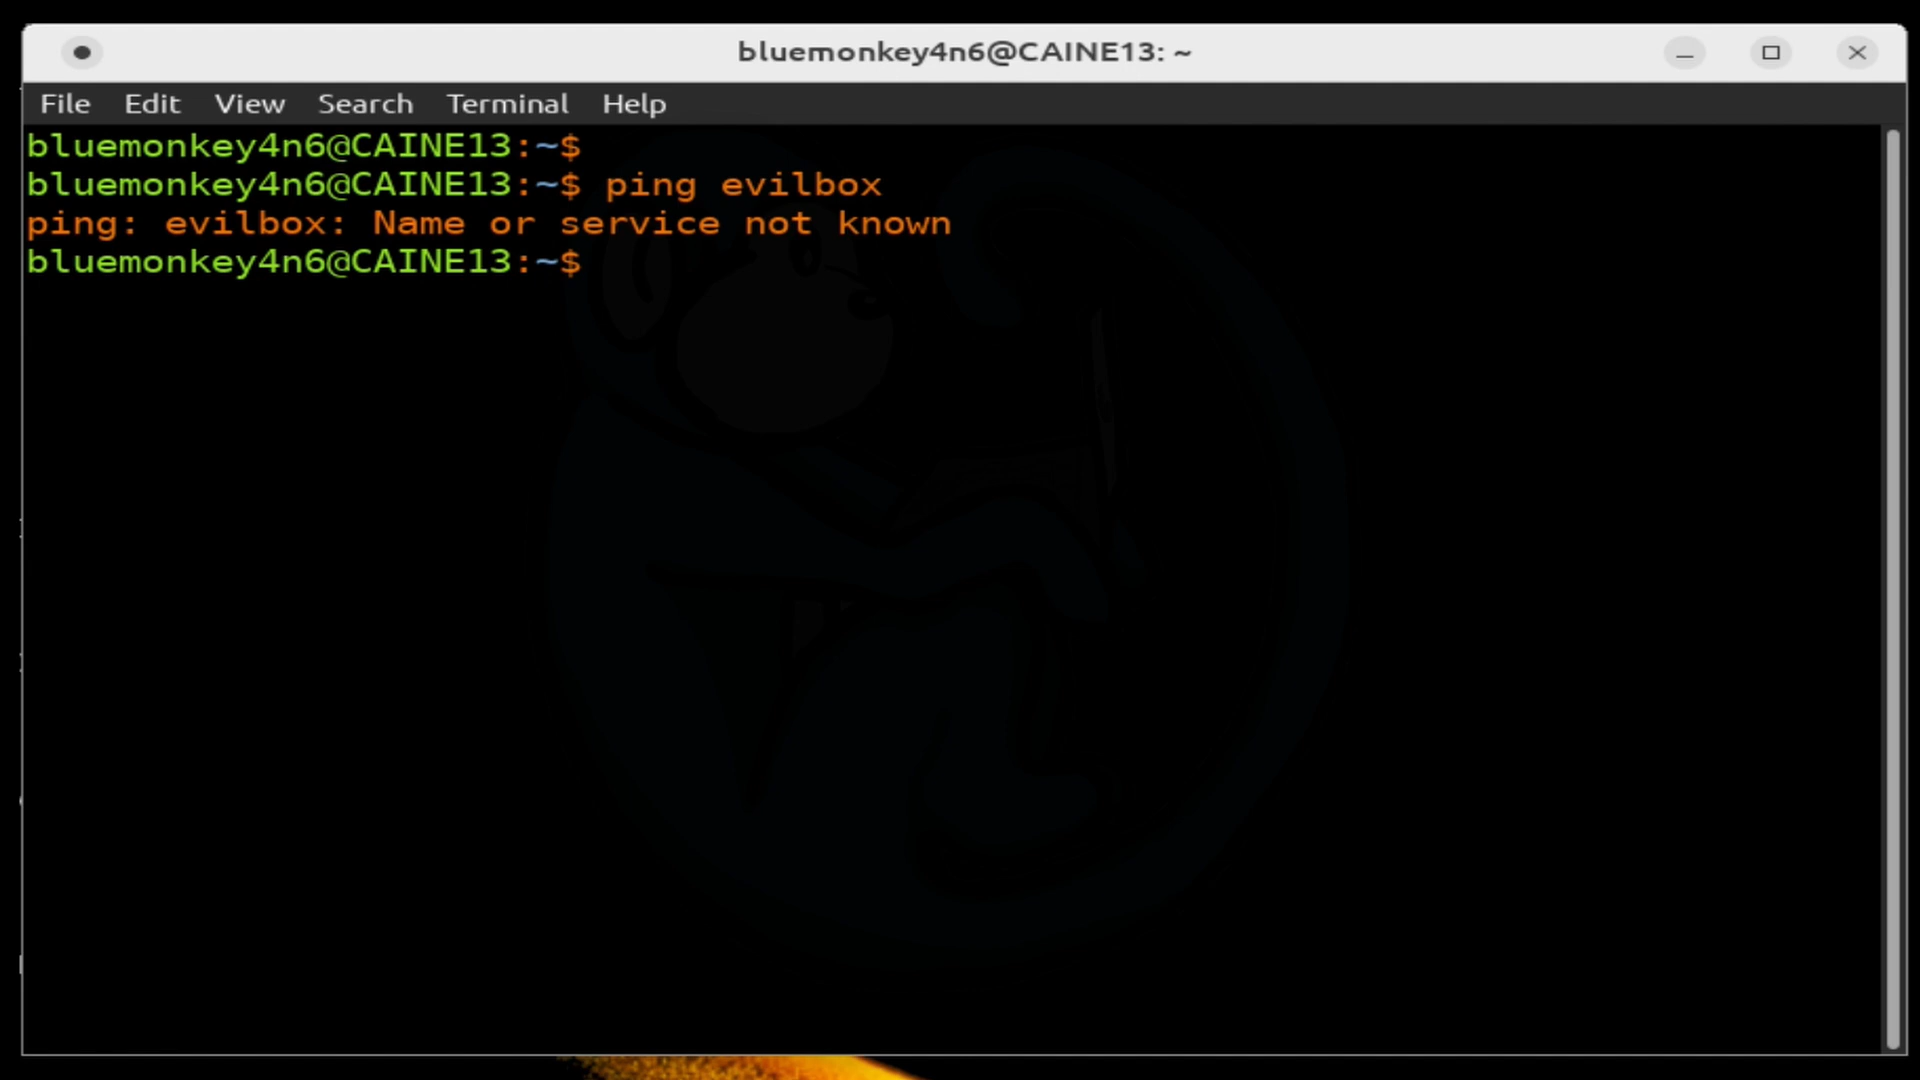 bluemonkey4n6@CAINE13: ~
File Edit View Search Terminal Help
bluemonkey4n6@CAINE13:~$
bluemonkey4n6@CAINE13:~$ ping evilbox
ping: evilbox: Name or service not known
bluemonkey4n6@CAINE13:~$